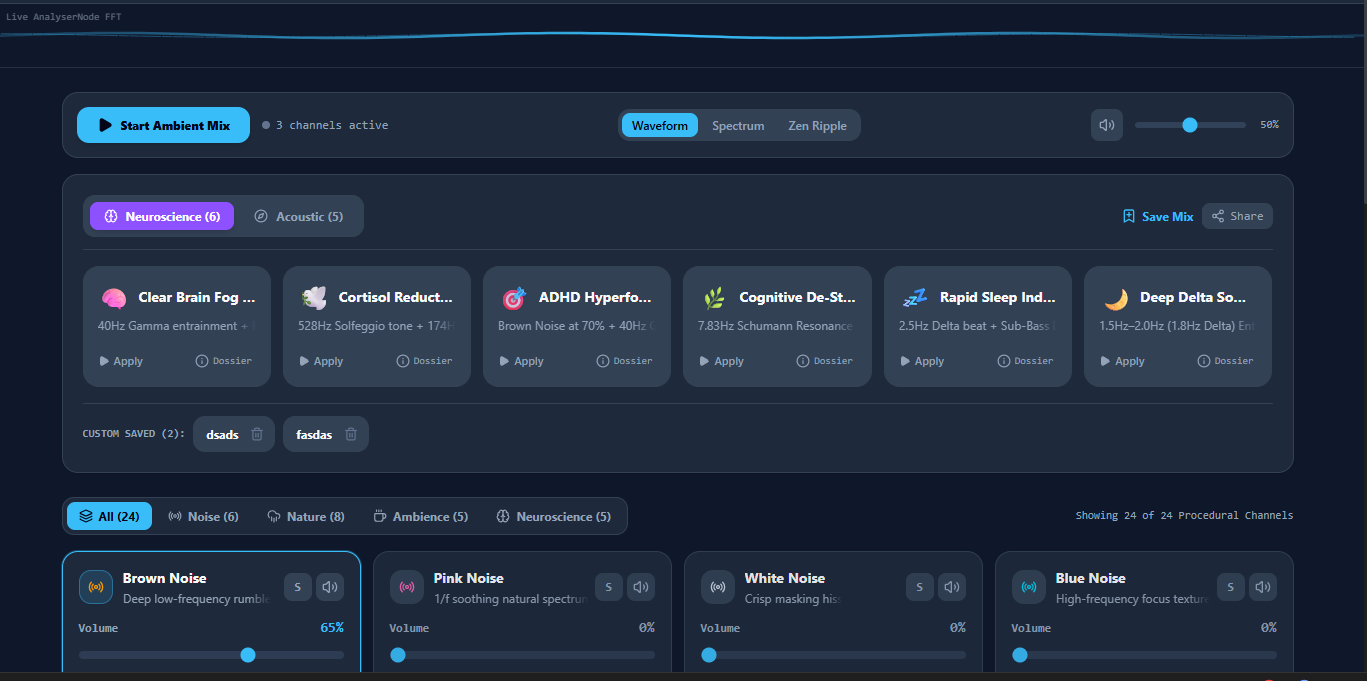 Live AnalyserNode FFT
Start Ambient Mix
3 channels active
Waveform
Spectrum
Zen Ripple
50%
Neuroscience (6)
Acoustic (5)
Save Mix
Share
Clear Brain Fog ...
40Hz Gamma entrainment +
Apply
Dossier
Cortisol Reduct...
528Hz Solfeggio tone + 174H
Apply
Dossier
ADHD Hyperfo...
Brown Noise at 70% + 40Hz
Apply
Dossier
Cognitive De-St...
7.83Hz Schumann Resonance
Apply
Dossier
Rapid Sleep Ind...
2.5Hz Delta beat + Sub-Bass
Apply
Dossier
Deep Delta So...
1.5Hz–2.0Hz (1.8Hz Delta) Ent
Apply
Dossier
CUSTOM SAVED (2):
dsads
fasdas
All (24)
Noise (6)
Nature (8)
Ambience (5)
Neuroscience (5)
Showing 24 of 24 Procedural Channels
Brown Noise
Deep low-frequency rumble
S
Volume
65%
Pink Noise
1/f soothing natural spectrum
S
Volume
0%
White Noise
Crisp masking hiss
S
Volume
0%
Blue Noise
High-frequency focus texture
S
Volume
0%